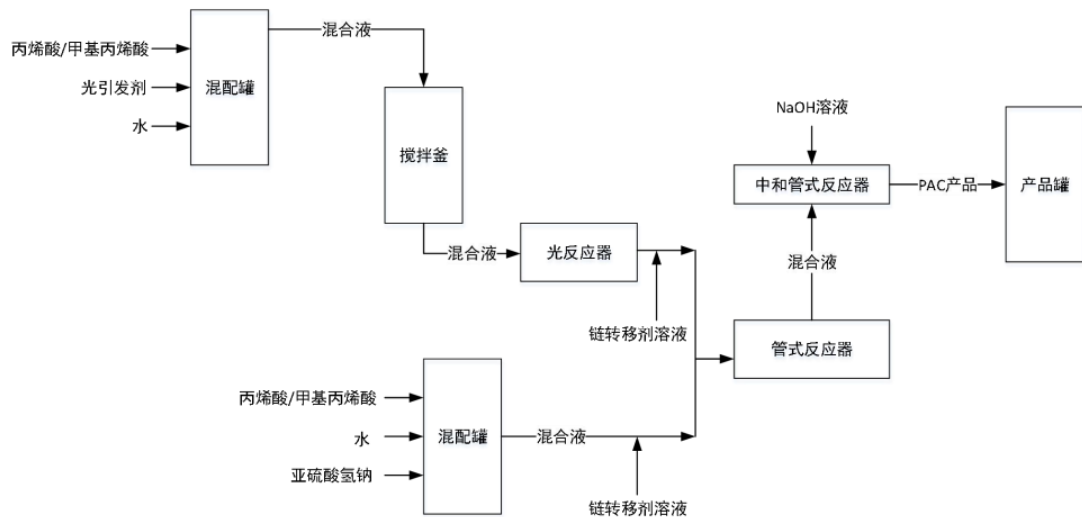 丙烯酸/甲基丙烯酸
光引发剂
水
混配罐
混合液
搅拌釜
混合液
光反应器
链转移剂溶液
丙烯酸/甲基丙烯酸
水
亚硫酸氢钠
混配罐
混合液
链转移剂溶液
管式反应器
混合液
NaOH溶液
中和管式反应器
PAC产品
产品罐